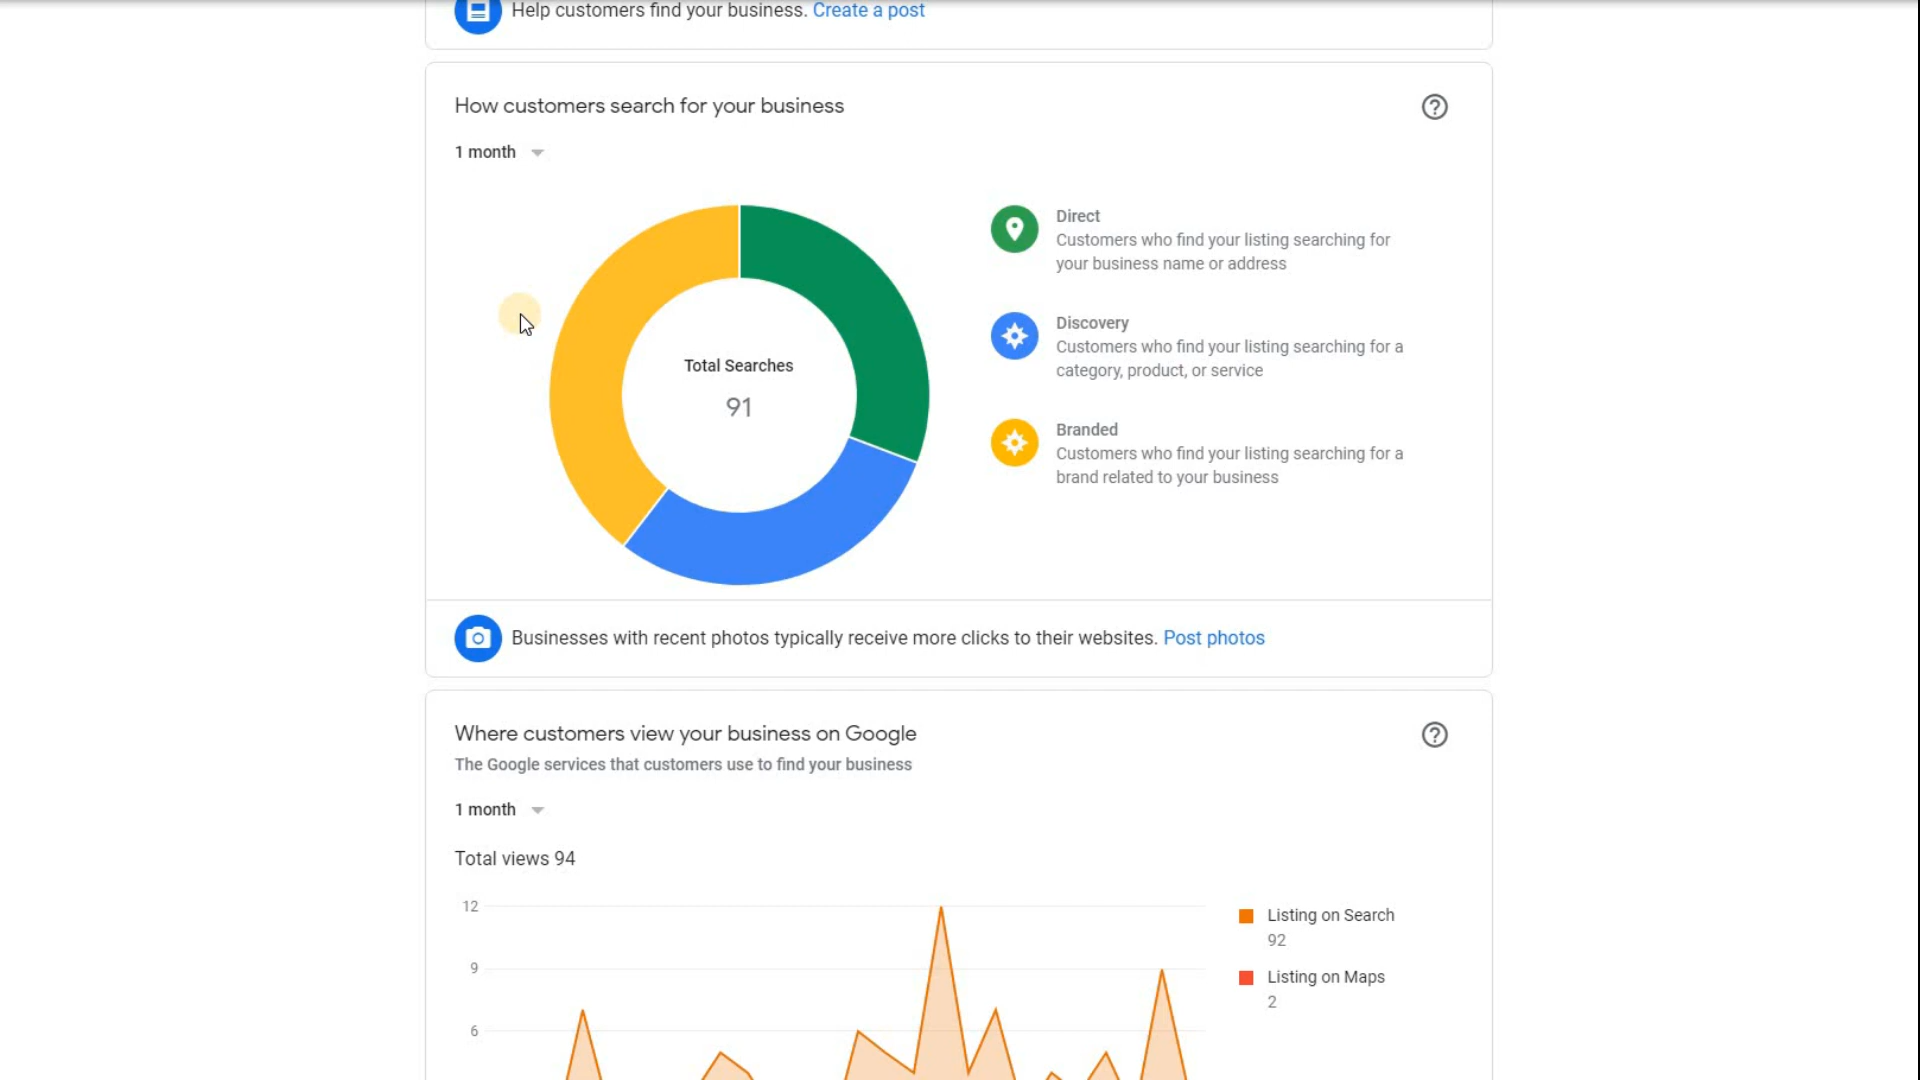 Help customers find your business. Create a post
How customers search for your business
1 month
Direct
Customers who find your listing searching for
your business name or address
Discovery
Customers who find your listing searching for a
category, product, or service
Branded
Customers who find your listing searching for a
brand related to your business
Total Searches
91
Businesses with recent photos typically receive more clicks to their websites. Post photos
Where customers view your business on Google
The Google services that customers use to find your business
1 month
Total views 94
12
9
6
Listing on Search
92
Listing on Maps
2